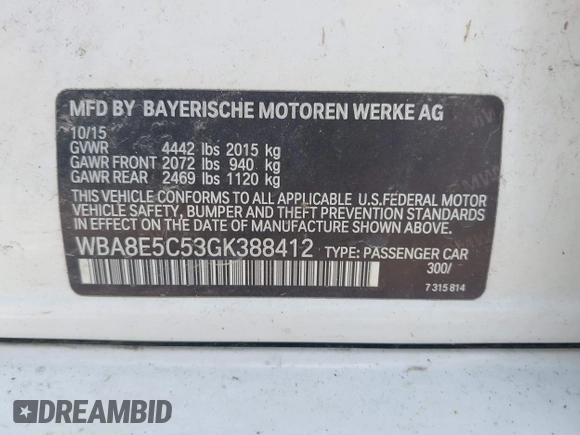 MFD BY BAYERISCHE MOTOREN WERKE AG
10/15
GVWR 4442 lbs 2015 kg
GAWR FRONT 2072 lbs 940 kg
GAWR REAR 2469 lbs 1120 kg
THIS VEHICLE CONFORMS TO ALL APPLICABLE U.S.FEDERAL MOTOR
VEHICLE SAFETY, BUMPER AND THEFT PREVENTION STANDARDS
IN EFFECT ON THE DATE OF MANUFACTURE SHOWN ABOVE.
WBA8E5C53GK388412 TYPE: PASSENGER CAR
300/
7 315 814
DREAMBID